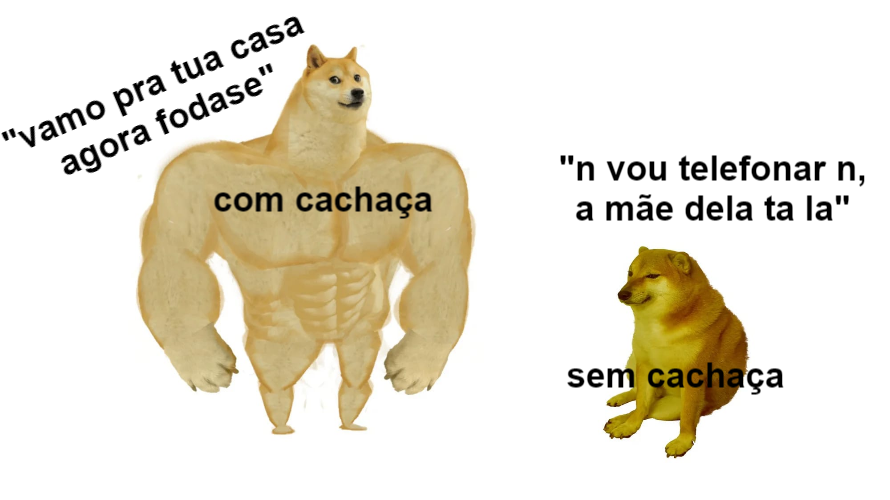 "vamo pra tua casa
agora fodase"
com cachaça
"n vou telefonar n,
a mãe dela ta la"
sem cachaça